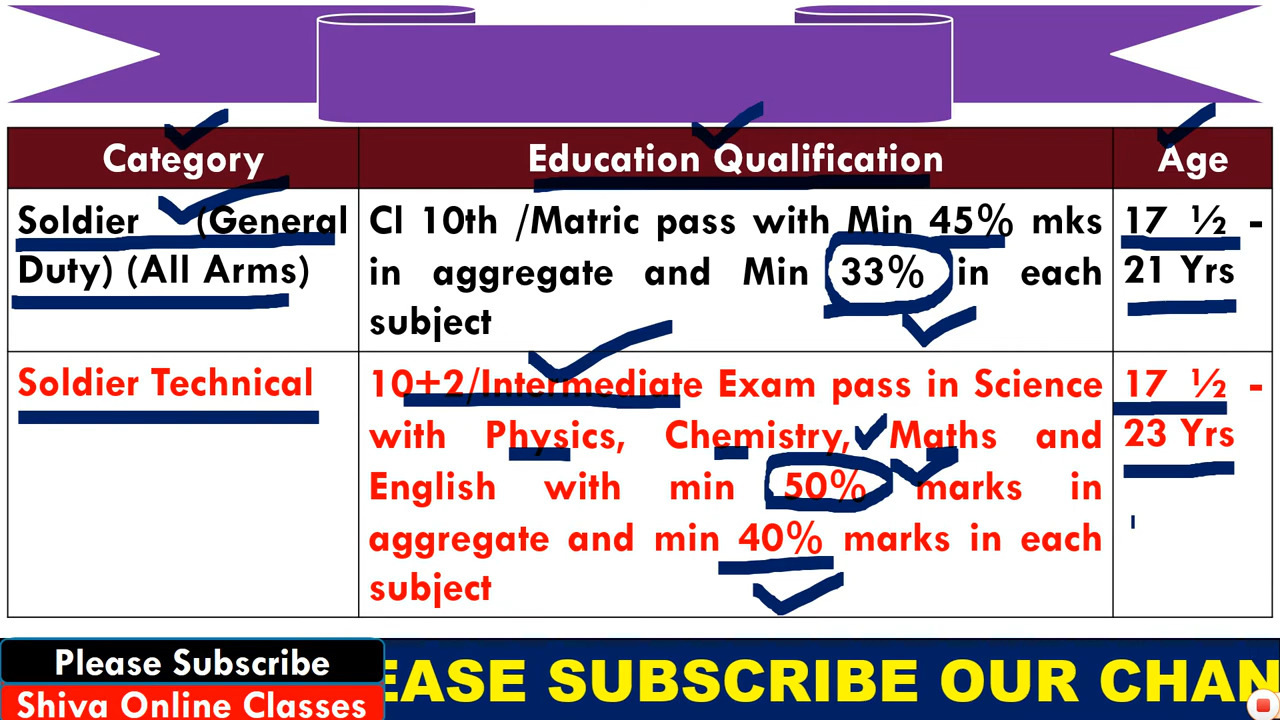 Category
Education Qualification
Age
Soldier (General
Duty) (All Arms)
Cl 10th /Matric pass with Min 45% mks
in aggregate and Min 33% in each
subject
17 ½ -
21 Yrs
Soldier Technical
10+2/Intermediate Exam pass in Science
with Physics, Chemistry, Maths and
English with min 50% marks in
aggregate and min 40% marks in each
subject
17 ½ -
23 Yrs
Please Subscribe
Shiva Online Classes
EASE SUBSCRIBE OUR CHAN